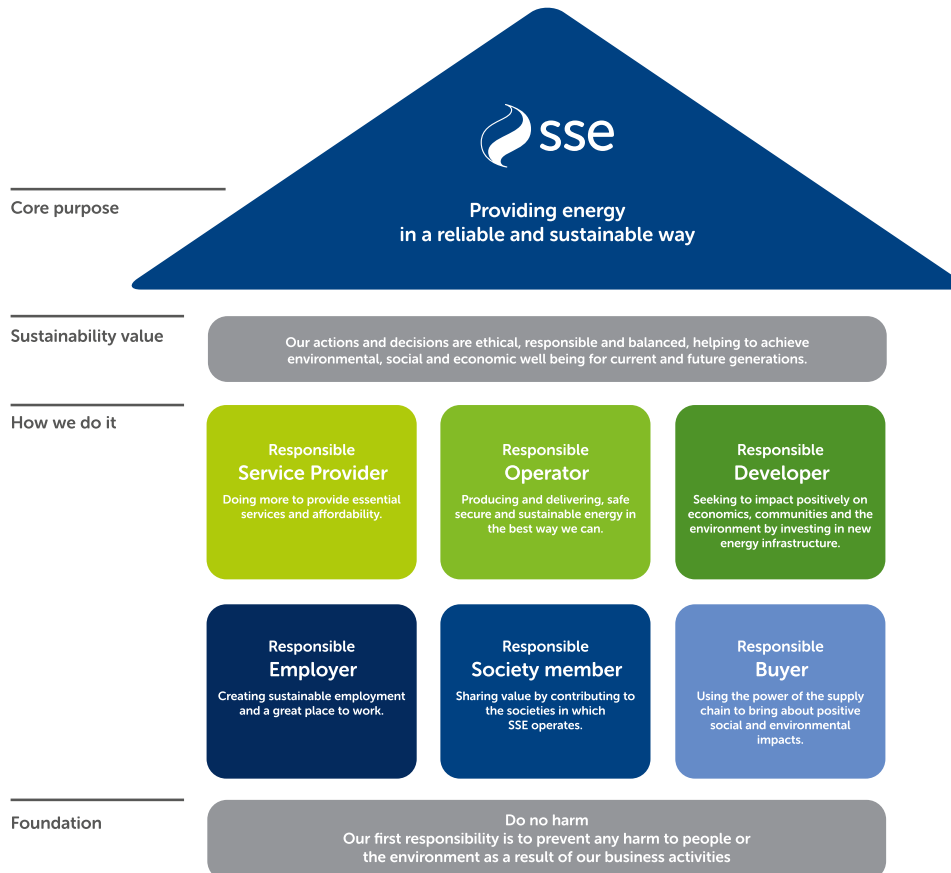 sse
Core purpose
Providing energy
in a reliable and sustainable way
Sustainability value
Our actions and decisions are ethical, responsible and balanced, helping to achieve
environmental, social and economic well being for current and future generations.
How we do it
Responsible
Service Provider
Doing more to provide essential
services and affordability.
Responsible
Operator
Producing and delivering, safe
secure and sustainable energy in
the best way we can.
Responsible
Developer
Seeking to impact positively on
economics, communities and the
environment by investing in new
energy infrastructure.
Responsible
Employer
Creating sustainable employment
and a great place to work.
Responsible
Society member
Sharing value by contributing to
the societies in which
SSE operates.
Responsible
Buyer
Using the power of the supply
chain to bring about positive
social and environmental
impacts.
Foundation
Do no harm
Our first responsibility is to prevent any harm to people or
the environment as a result of our business activities